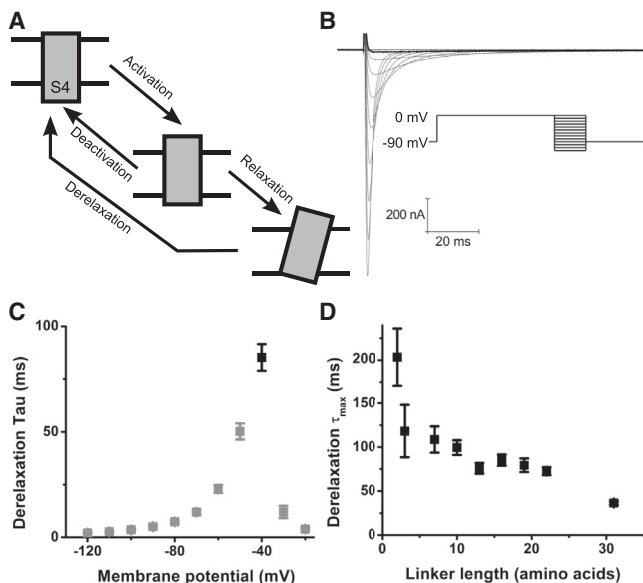 A
S4
Activation
Deactivation
Relaxation
Derelaxation
B
0 mV
-90 mV
200 nA
20 ms
C
Derelaxation Tau (ms)
100
50
0
-120
-80
-40
Membrane potential (mV)
D
Derelaxation τmax (ms)
200
150
100
50
0
0
10
20
30
Linker length (amino acids)